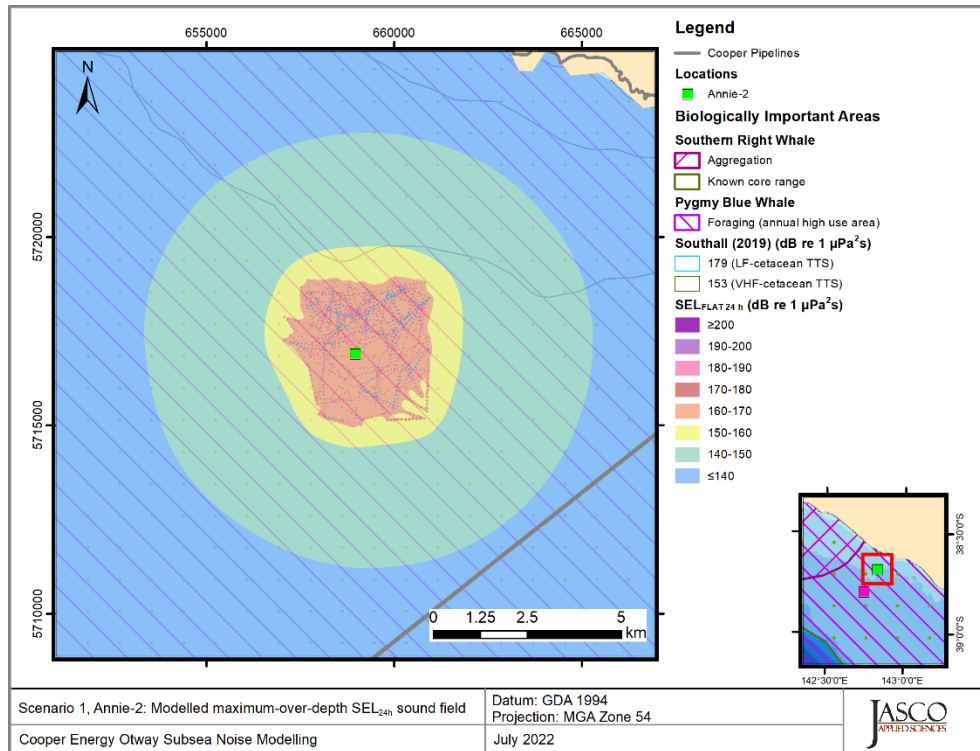 655000
660000
665000
5720000
5715000
5710000
N
0 1.25 2.5 5
km
Legend
Cooper Pipelines
Locations
Annie-2
Biologically Important Areas
Southern Right Whale
Aggregation
Known core range
Pygmy Blue Whale
Foraging (annual high use area)
Southall (2019) (dB re 1 µPa²s)
179 (LF-cetacean TTS)
153 (VHF-cetacean TTS)
SELFLAT 24 h (dB re 1 µPa²s)
≥200
190-200
180-190
170-180
160-170
150-160
140-150
≤140
38°30'S
39°0'S
142°30'0"E
143°0'0"E
Scenario 1, Annie-2: Modelled maximum-over-depth SEL24h sound field
Cooper Energy Otway Subsea Noise Modelling
Datum: GDA 1994
Projection: MGA Zone 54
July 2022
JASCO
APPLIED SCIENCES